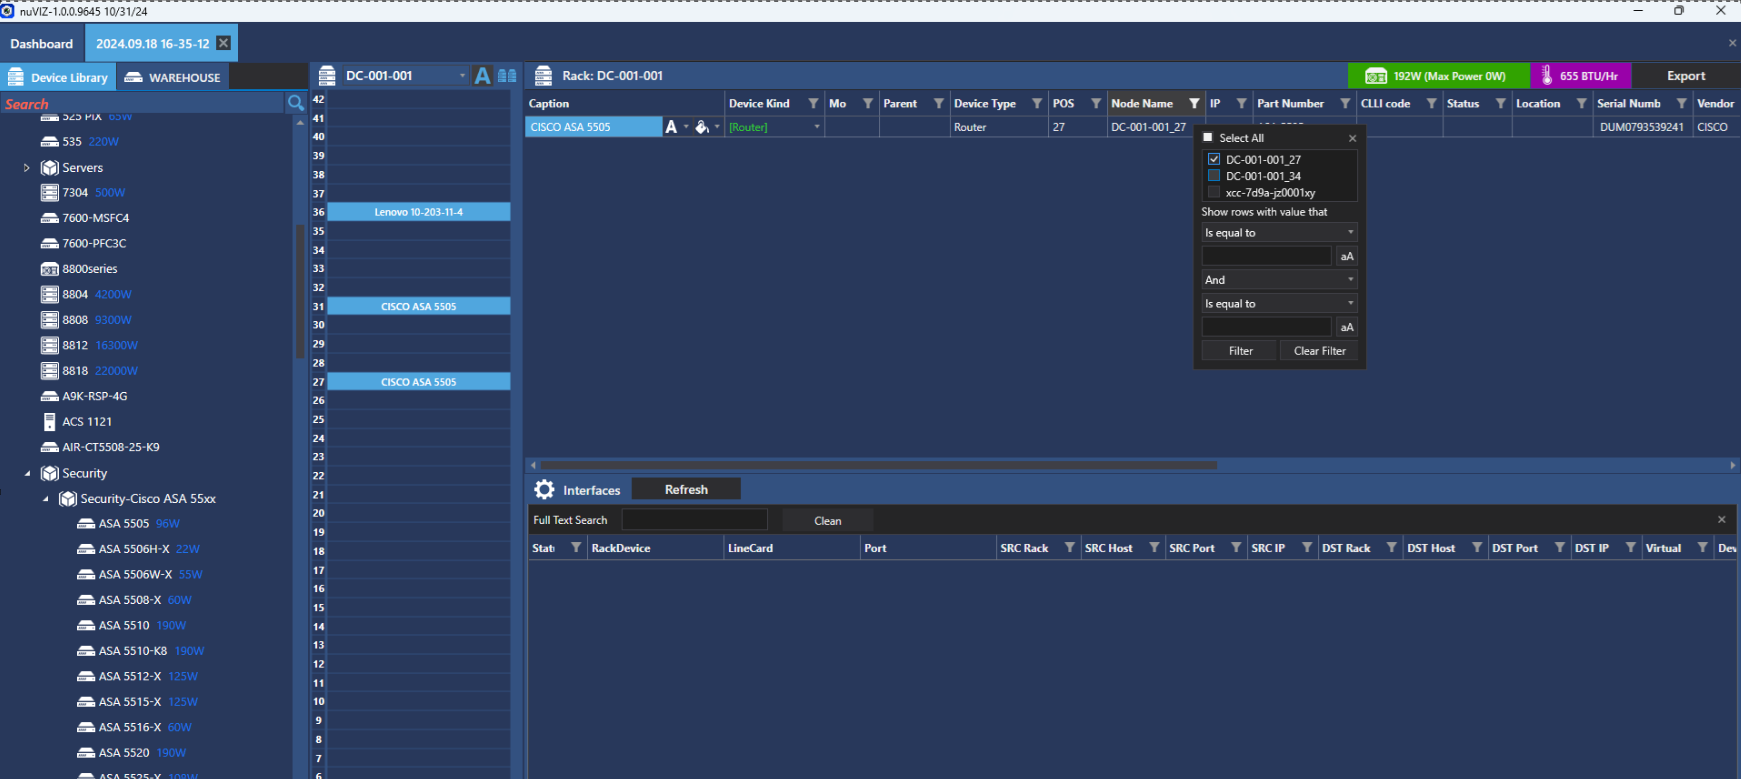 nuVIZ-1.0.0.9645 10/31/24
Dashboard
2024.09.18 16-35-12
Device Library
WAREHOUSE
Search
525 PIX 65W
535 220W
Servers
7304 500W
7600-MSFC4
7600-PFC3C
8800series
8804 4200W
8808 9300W
8812 16300W
8818 22000W
A9K-RSP-4G
ACS 1121
AIR-CT5508-25-K9
Security
Security-Cisco ASA 55xx
ASA 5505 96W
ASA 5506H-X 22W
ASA 5506W-X 55W
ASA 5508-X 60W
ASA 5510 190W
ASA 5510-K8 190W
ASA 5512-X 125W
ASA 5515-X 125W
ASA 5516-X 60W
ASA 5520 190W
ASA 5525-X 108W
DC-001-001
A
42
41
40
39
38
37
36 Lenovo 10-203-11-4
35
34
33
32
31 CISCO ASA 5505
30
29
28
27 CISCO ASA 5505
26
25
24
23
22
21
20
19
18
17
16
15
14
13
12
11
10
9
8
7
6
Rack: DC-001-001
192W (Max Power 0W)
655 BTU/Hr
Export
Caption Device Kind Mo Parent Device Type POS Node Name IP Part Number CLLI code Status Location Serial Numb Vendor
CISCO ASA 5505 A [Router] Router 27 DC-001-001_27 DUM0793539241 CISCO
Select All
DC-001-001_27
DC-001-001_34
xcc-7d9a-jz0001xy
Show rows with value that
Is equal to
aA
And
Is equal to
aA
Filter Clear Filter
Interfaces Refresh
Full Text Search Clean
Stat RackDevice LineCard Port SRC Rack SRC Host SRC Port SRC IP DST Rack DST Host DST Port DST IP Virtual Dev